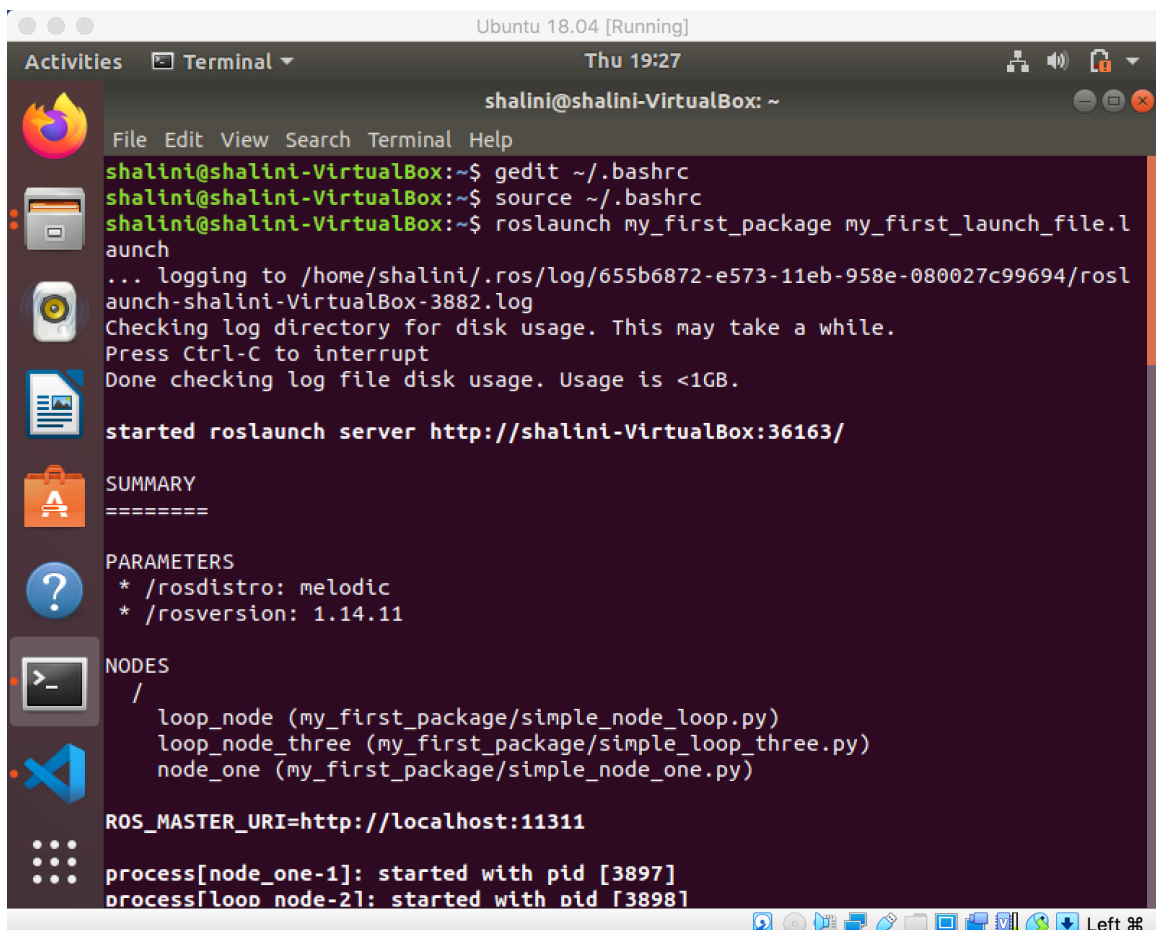 Ubuntu 18.04 [Running]
Activities Terminal Thu 19:27
shalini@shalini-VirtualBox: ~
File Edit View Search Terminal Help
shalini@shalini-VirtualBox:~$ gedit ~/.bashrc
shalini@shalini-VirtualBox:~$ source ~/.bashrc
shalini@shalini-VirtualBox:~$ roslaunch my_first_package my_first_launch_file.l
aunch
... logging to /home/shalini/.ros/log/655b6872-e573-11eb-958e-080027c99694/rosl
aunch-shalini-VirtualBox-3882.log
Checking log directory for disk usage. This may take a while.
Press Ctrl-C to interrupt
Done checking log file disk usage. Usage is <1GB.
started roslaunch server http://shalini-VirtualBox:36163/
SUMMARY
========
PARAMETERS
* /rosdistro: melodic
* /rosversion: 1.14.11
NODES
/
loop_node (my_first_package/simple_node_loop.py)
loop_node_three (my_first_package/simple_loop_three.py)
node_one (my_first_package/simple_node_one.py)
ROS_MASTER_URI=http://localhost:11311
process[node_one-1]: started with pid [3897]
process[loop_node-2]: started with pid [3898]
Left ⌘